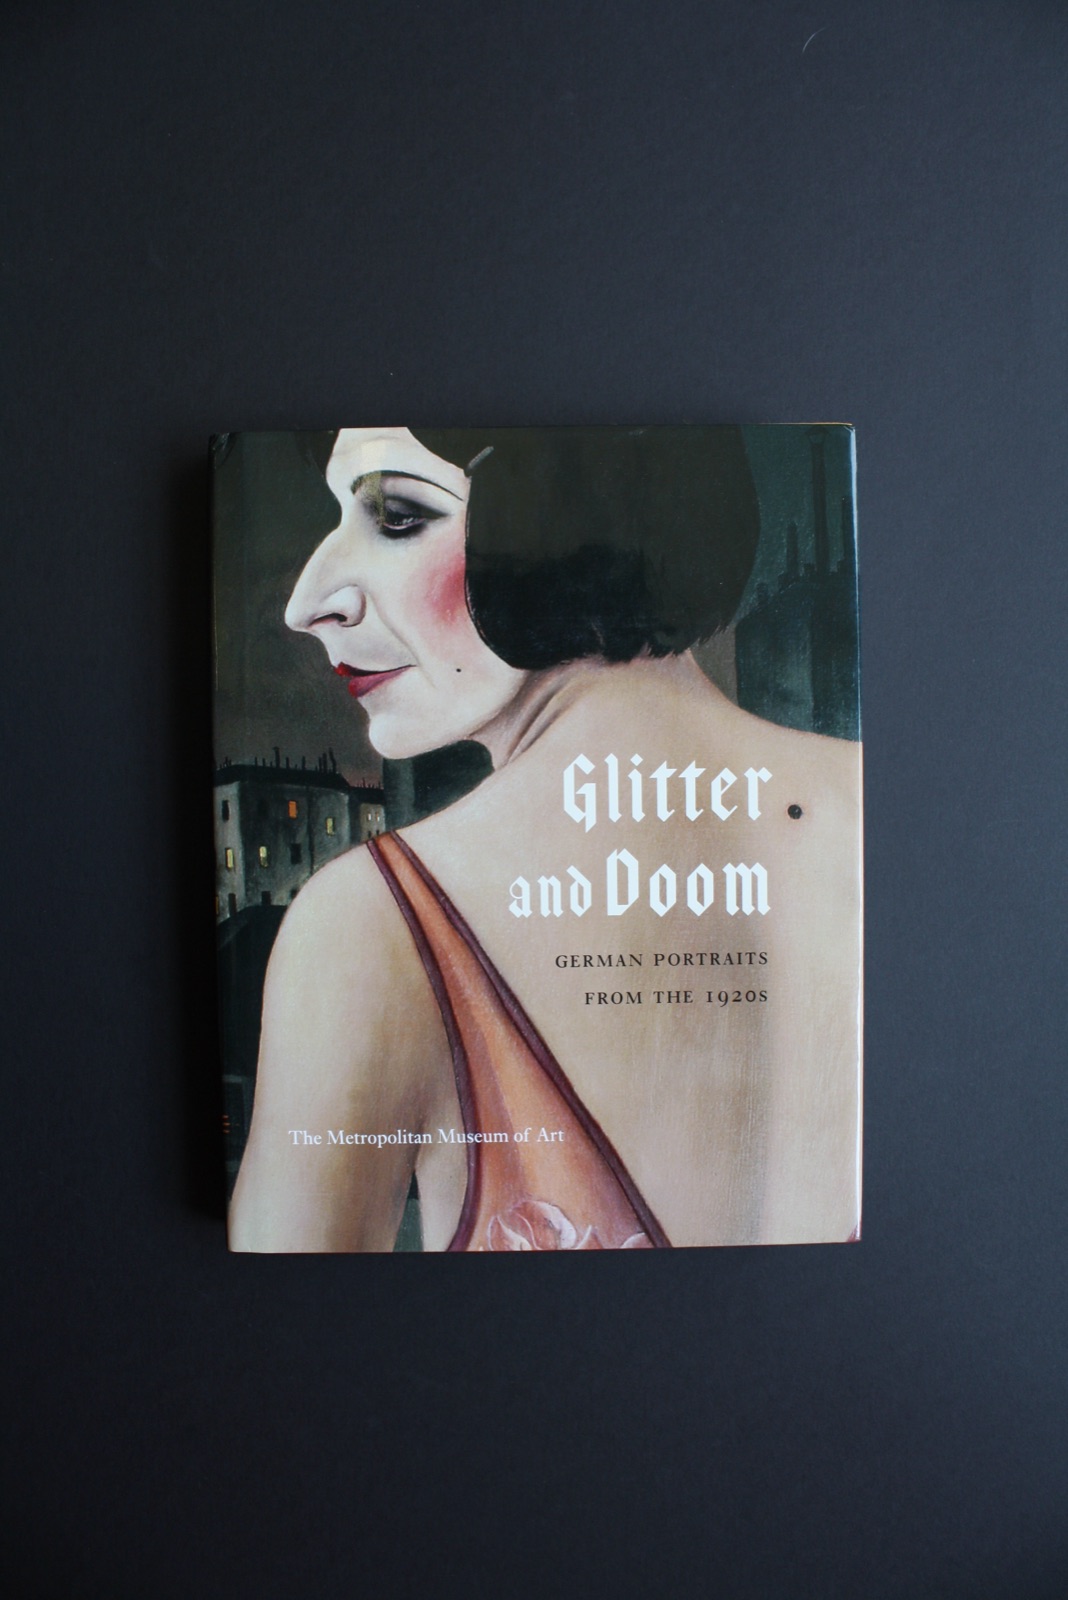 Glitter
and Doom
GERMAN PORTRAITS
FROM THE 1920S
The Metropolitan Museum of Art